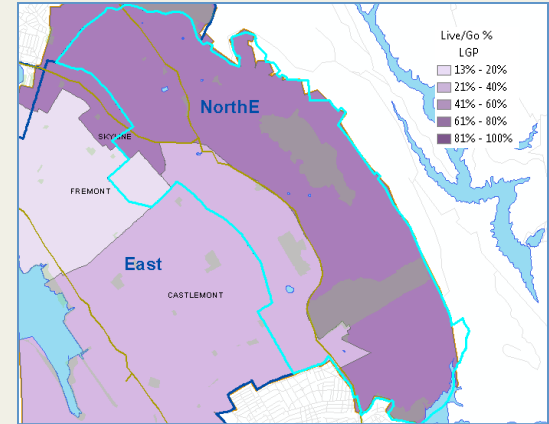 Live/Go %
LGP
13% - 20%
21% - 40%
41% - 60%
61% - 80%
81% - 100%
NorthE
SKYLINE
FREMONT
East
CASTLEMONT